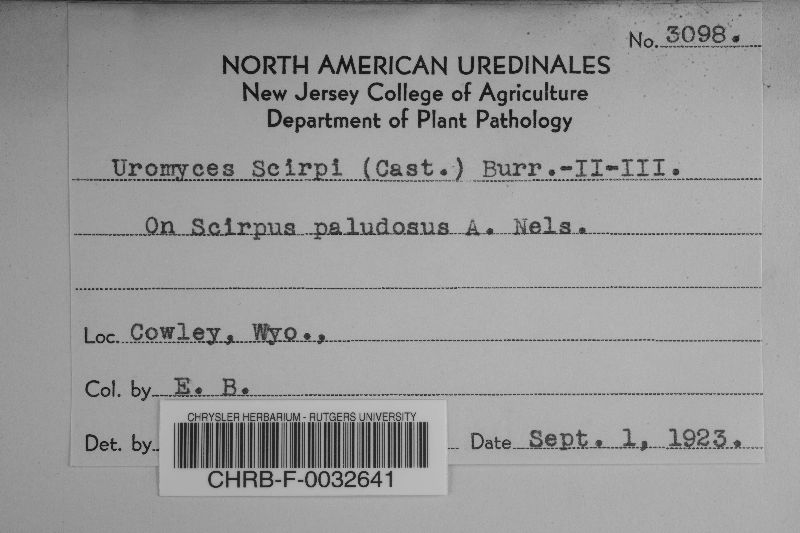 No. 3098.
NORTH AMERICAN UREDINALES
New Jersey College of Agriculture
Department of Plant Pathology
Uromyces Scirpi (Cast.) Burr.-II-III.
On Scirpus paludosus A. Nels.
Loc. Cowley, Wyo.,
Col. by E. B.
Det. by Date Sept. 1, 1923.
CHRYSLER HERBARIUM - RUTGERS UNIVERSITY
CHRB-F-0032641